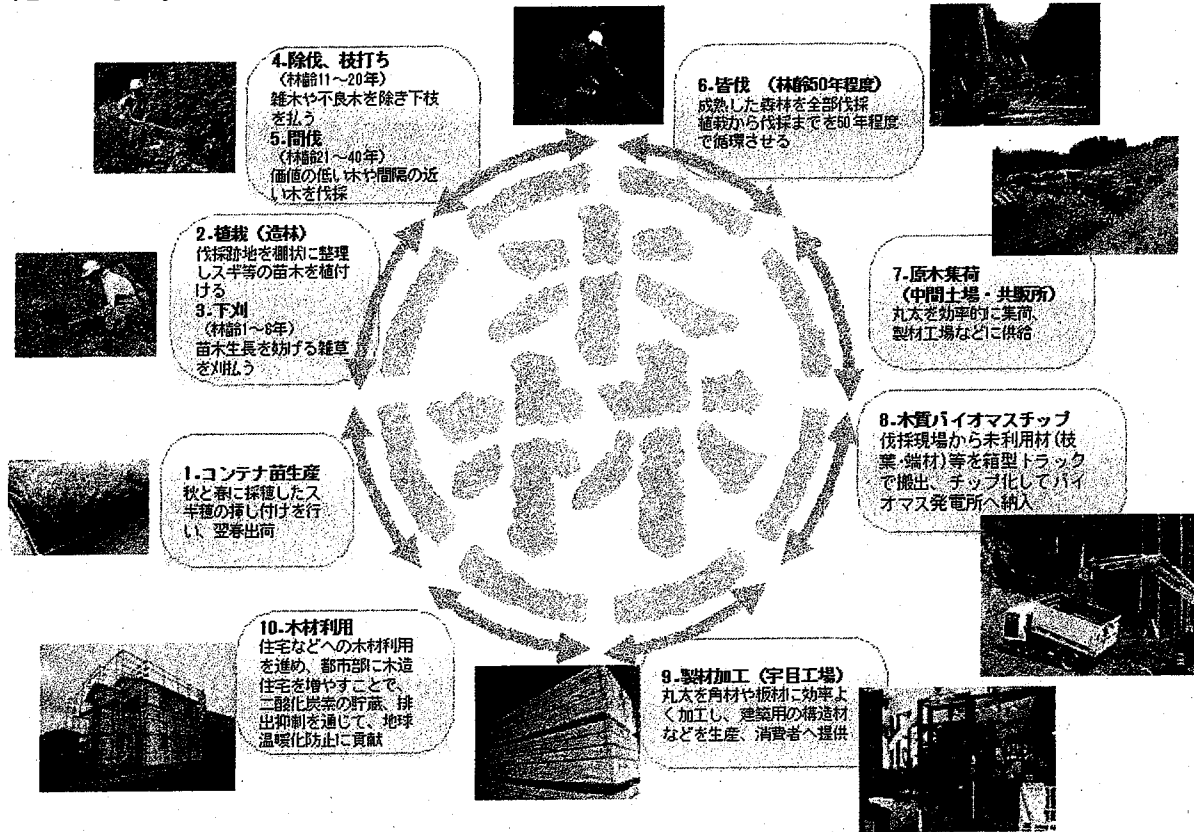 4.除伐、枝打ち
(林齢11～20年)
雑木や不良木を除き下枝
を払う
5.間伐
(林齢21～40年)
価値の低い木や間隔の近
い木を伐採
6.皆伐 (林齢50年程度)
成熟した森林を全部伐採
植栽から伐採までを50年程度
で循環させる
2.植栽(造林)
伐採跡地を棚状に整理
しスギ等の苗木を植付
ける
3.下刈
(林齢1～6年)
苗木生長を妨げる雑草
を刈払う
7.原木集荷
(中間土場・共販所)
丸太を効率的に集荷、
製材工場などに供給
8.木質バイオマスチップ
伐採現場から未利用材(枝
葉・端材)等を箱型トラック
で搬出、チップ化してバイ
オマス発電所へ納入
1.コンテナ苗生産
秋と春に採穂したス
ギ穂の挿し付けを行
い、翌春出荷
10.木材利用
住宅などへの木材利用
を進め、都市部に木造
住宅を増やすことで、
二酸化炭素の貯蔵、排
出抑制を通じて、地球
温暖化防止に貢献
9.製材加工(宇目工場)
丸太を角材や板材に効率よ
く加工し、建築用の構造材
などを生産、消費者へ提供